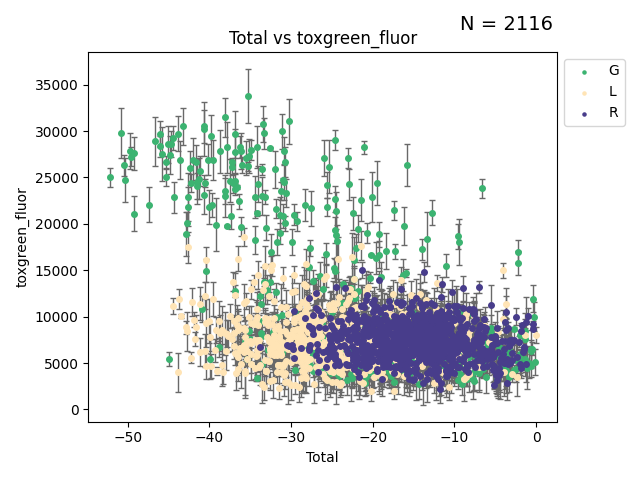 N = 2116
Total vs toxgreen_fluor
G
L
R
toxgreen_fluor
35000
30000
25000
20000
15000
10000
5000
0
−50
−40
−30
−20
−10
0
Total